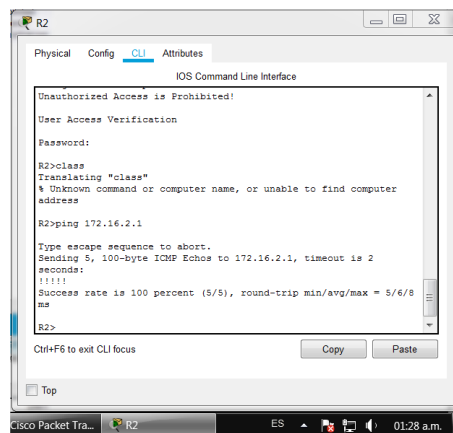 R2
Physical Config CLI Attributes
IOS Command Line Interface
Unauthorized Access is Prohibited!
User Access Verification
Password:
R2>class
Translating "class"
% Unknown command or computer name, or unable to find computer
address
R2>ping 172.16.2.1
Type escape sequence to abort.
Sending 5, 100-byte ICMP Echos to 172.16.2.1, timeout is 2
seconds:
!!!!!
Success rate is 100 percent (5/5), round-trip min/avg/max = 5/6/8
ms
R2>
Ctrl+F6 to exit CLI focus
Copy
Paste
Top
Cisco Packet Tra...
R2
ES
01:28 a.m.